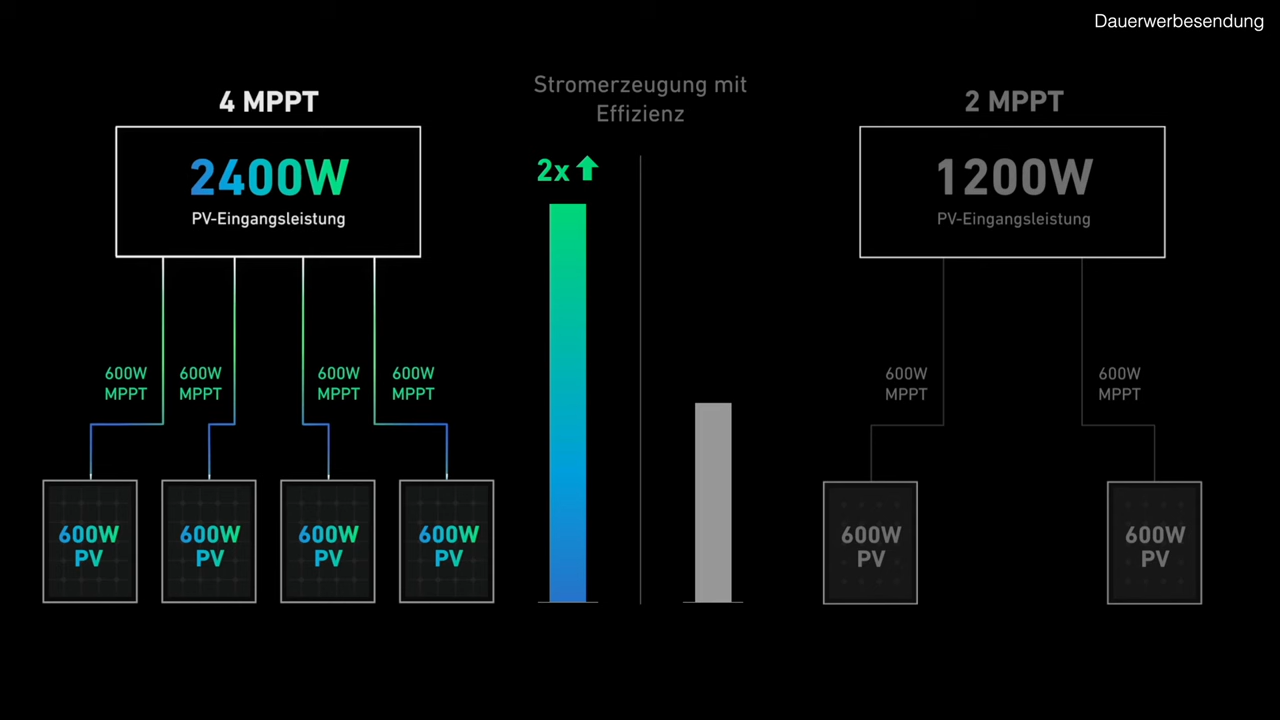 Dauerwerbesendung
4 MPPT
2400W
PV-Eingangsleistung
600W
MPPT
600W
MPPT
600W
MPPT
600W
MPPT
600W
PV
600W
PV
600W
PV
600W
PV
Stromerzeugung mit
Effizienz
2x
2 MPPT
1200W
PV-Eingangsleistung
600W
MPPT
600W
MPPT
600W
PV
600W
PV